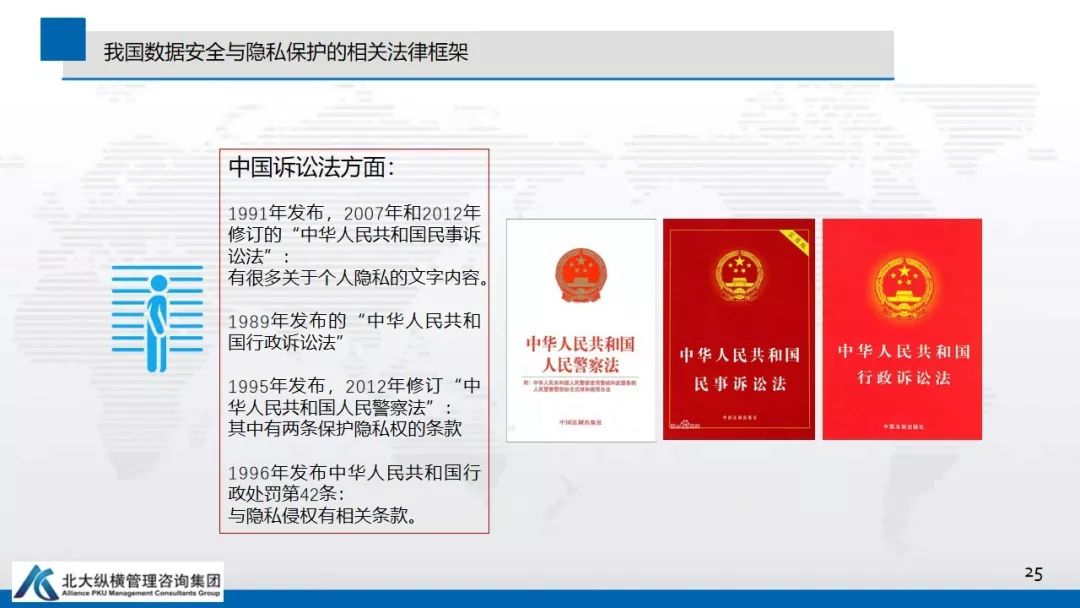 我国数据安全与隐私保护的相关法律框架
中国诉讼法方面：
1991年发布，2007年和2012年
修订的“中华人民共和国民事诉
讼法”：
有很多关于个人隐私的文字内容。
1989年发布的“中华人民共和
国行政诉讼法”
1995年发布，2012年修订“中
华人民共和国人民警察法”：
其中有两条保护隐私权的条款
1996年发布中华人民共和国行
政处罚第42条：
与隐私侵权有相关条款。
中华人民共和国
人民警察法
中国法制出版社
中华人民共和国
民事诉讼法
中国法制出版社
中华人民共和国
行政诉讼法
中国法制出版社
北大纵横管理咨询集团
Alliance PKU Management Consultants Group
25